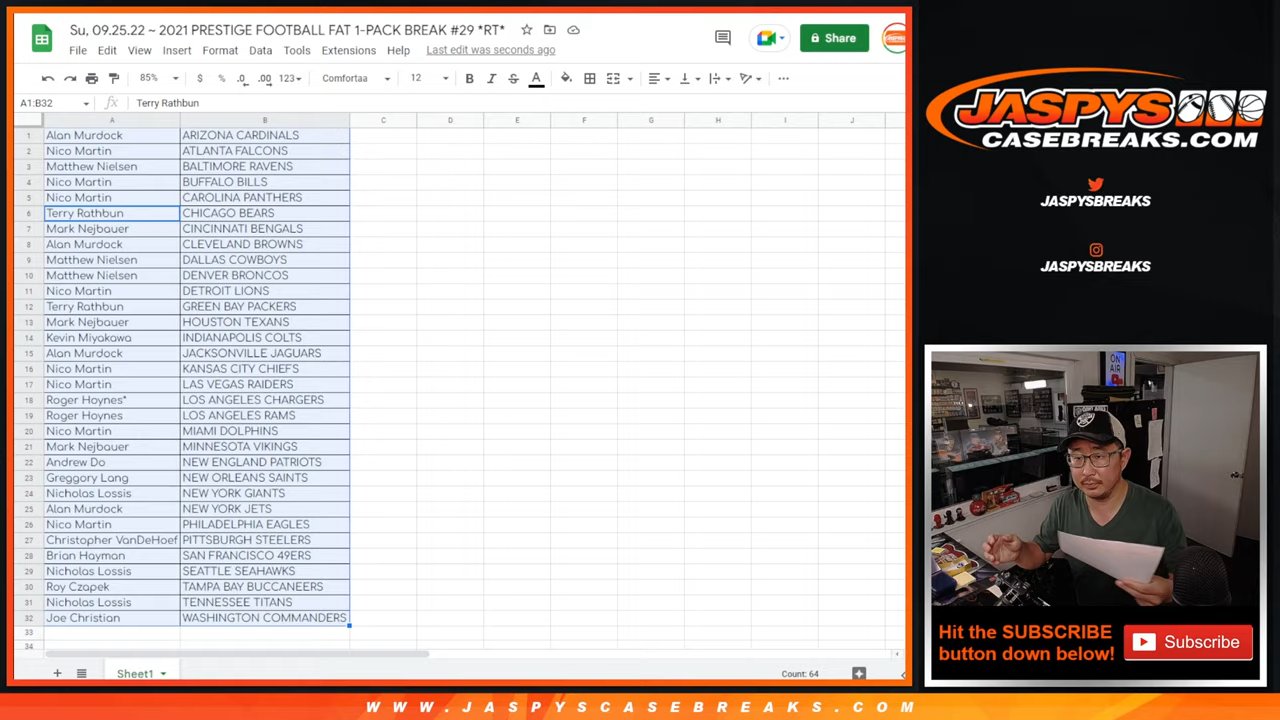 Su, 09.25.22 ~ 2021 PRESTIGE FOOTBALL FAT 1-PACK BREAK #29 *RT*
File Edit View Insert Format Data Tools Extensions Help Last edit was seconds ago
Share
85% $ % .0 .00 123 Comfortaa 12 B I S A
A1:B32 fx Terry Rathbun
A B C D E F G H I J
1 Alan Murdock ARIZONA CARDINALS
2 Nico Martin ATLANTA FALCONS
3 Matthew Nielsen BALTIMORE RAVENS
4 Nico Martin BUFFALO BILLS
5 Nico Martin CAROLINA PANTHERS
6 Terry Rathbun CHICAGO BEARS
7 Mark Nejbauer CINCINNATI BENGALS
8 Alan Murdock CLEVELAND BROWNS
9 Matthew Nielsen DALLAS COWBOYS
10 Matthew Nielsen DENVER BRONCOS
11 Nico Martin DETROIT LIONS
12 Terry Rathbun GREEN BAY PACKERS
13 Mark Nejbauer HOUSTON TEXANS
14 Kevin Miyakawa INDIANAPOLIS COLTS
15 Alan Murdock JACKSONVILLE JAGUARS
16 Nico Martin KANSAS CITY CHIEFS
17 Nico Martin LAS VEGAS RAIDERS
18 Roger Hoynes* LOS ANGELES CHARGERS
19 Roger Hoynes LOS ANGELES RAMS
20 Nico Martin MIAMI DOLPHINS
21 Mark Nejbauer MINNESOTA VIKINGS
22 Andrew Do NEW ENGLAND PATRIOTS
23 Greggory Lang NEW ORLEANS SAINTS
24 Nicholas Lossis NEW YORK GIANTS
25 Alan Murdock NEW YORK JETS
26 Nico Martin PHILADELPHIA EAGLES
27 Christopher VanDeHoef PITTSBURGH STEELERS
28 Brian Hayman SAN FRANCISCO 49ERS
29 Nicholas Lossis SEATTLE SEAHAWKS
30 Roy Czapek TAMPA BAY BUCCANEERS
31 Nicholas Lossis TENNESSEE TITANS
32 Joe Christian WASHINGTON COMMANDERS
33
34
Sheet1
Count: 64
JASPYS
CASEBREAKS.COM
JASPYSBREAKS
JASPYSBREAKS
ON
AIR
Hit the SUBSCRIBE
button down below!
Subscribe
WWW.JASPYSCASEBREAKS.COM